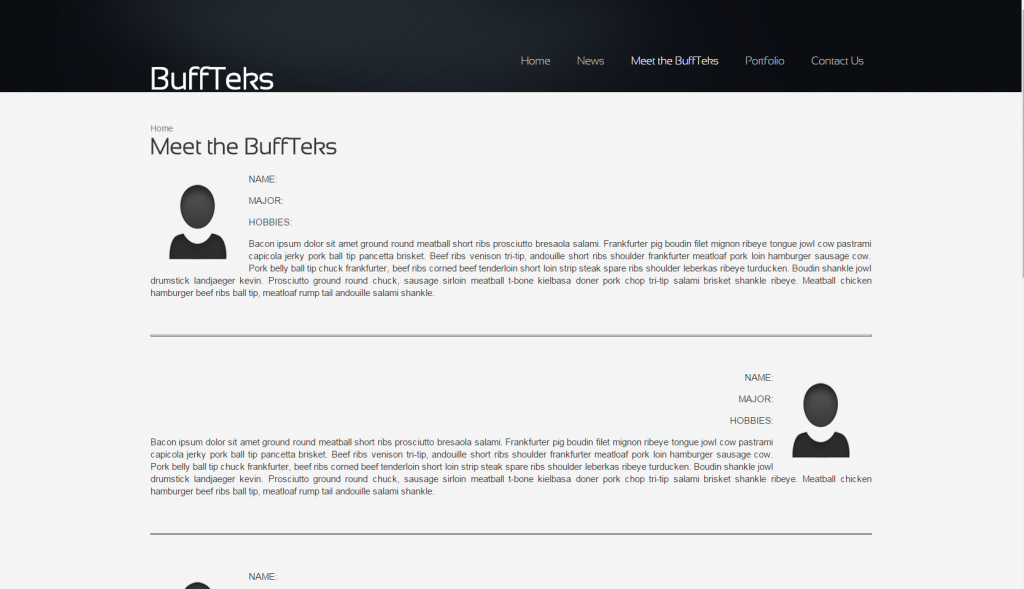 BuffTeks
Home News Meet the BuffTeks Portfolio Contact Us
Home
Meet the BuffTeks
NAME:
MAJOR:
HOBBIES:
Bacon ipsum dolor sit amet ground round meatball short ribs prosciutto bresaola salami. Frankfurter pig boudin filet mignon ribeye tongue jowl cow pastrami
capicola jerky pork ball tip pancetta brisket. Beef ribs venison tri-tip, andouille short ribs shoulder frankfurter meatloaf pork loin hamburger sausage cow.
Pork belly ball tip chuck frankfurter, beef ribs corned beef tenderloin short loin strip steak spare ribs shoulder leberkas ribeye turducken. Boudin shankle jowl
drumstick landjaeger kevin. Prosciutto ground round chuck, sausage sirloin meatball t-bone kielbasa doner pork chop tri-tip salami brisket shankle ribeye. Meatball chicken
hamburger beef ribs ball tip, meatloaf rump tail andouille salami shankle.
NAME:
MAJOR:
HOBBIES:
Bacon ipsum dolor sit amet ground round meatball short ribs prosciutto bresaola salami. Frankfurter pig boudin filet mignon ribeye tongue jowl cow pastrami
capicola jerky pork ball tip pancetta brisket. Beef ribs venison tri-tip, andouille short ribs shoulder frankfurter meatloaf pork loin hamburger sausage cow.
Pork belly ball tip chuck frankfurter, beef ribs corned beef tenderloin short loin strip steak spare ribs shoulder leberkas ribeye turducken. Boudin shankle jowl
drumstick landjaeger kevin. Prosciutto ground round chuck, sausage sirloin meatball t-bone kielbasa doner pork chop tri-tip salami brisket shankle ribeye. Meatball chicken
hamburger beef ribs ball tip, meatloaf rump tail andouille salami shankle.
NAME: